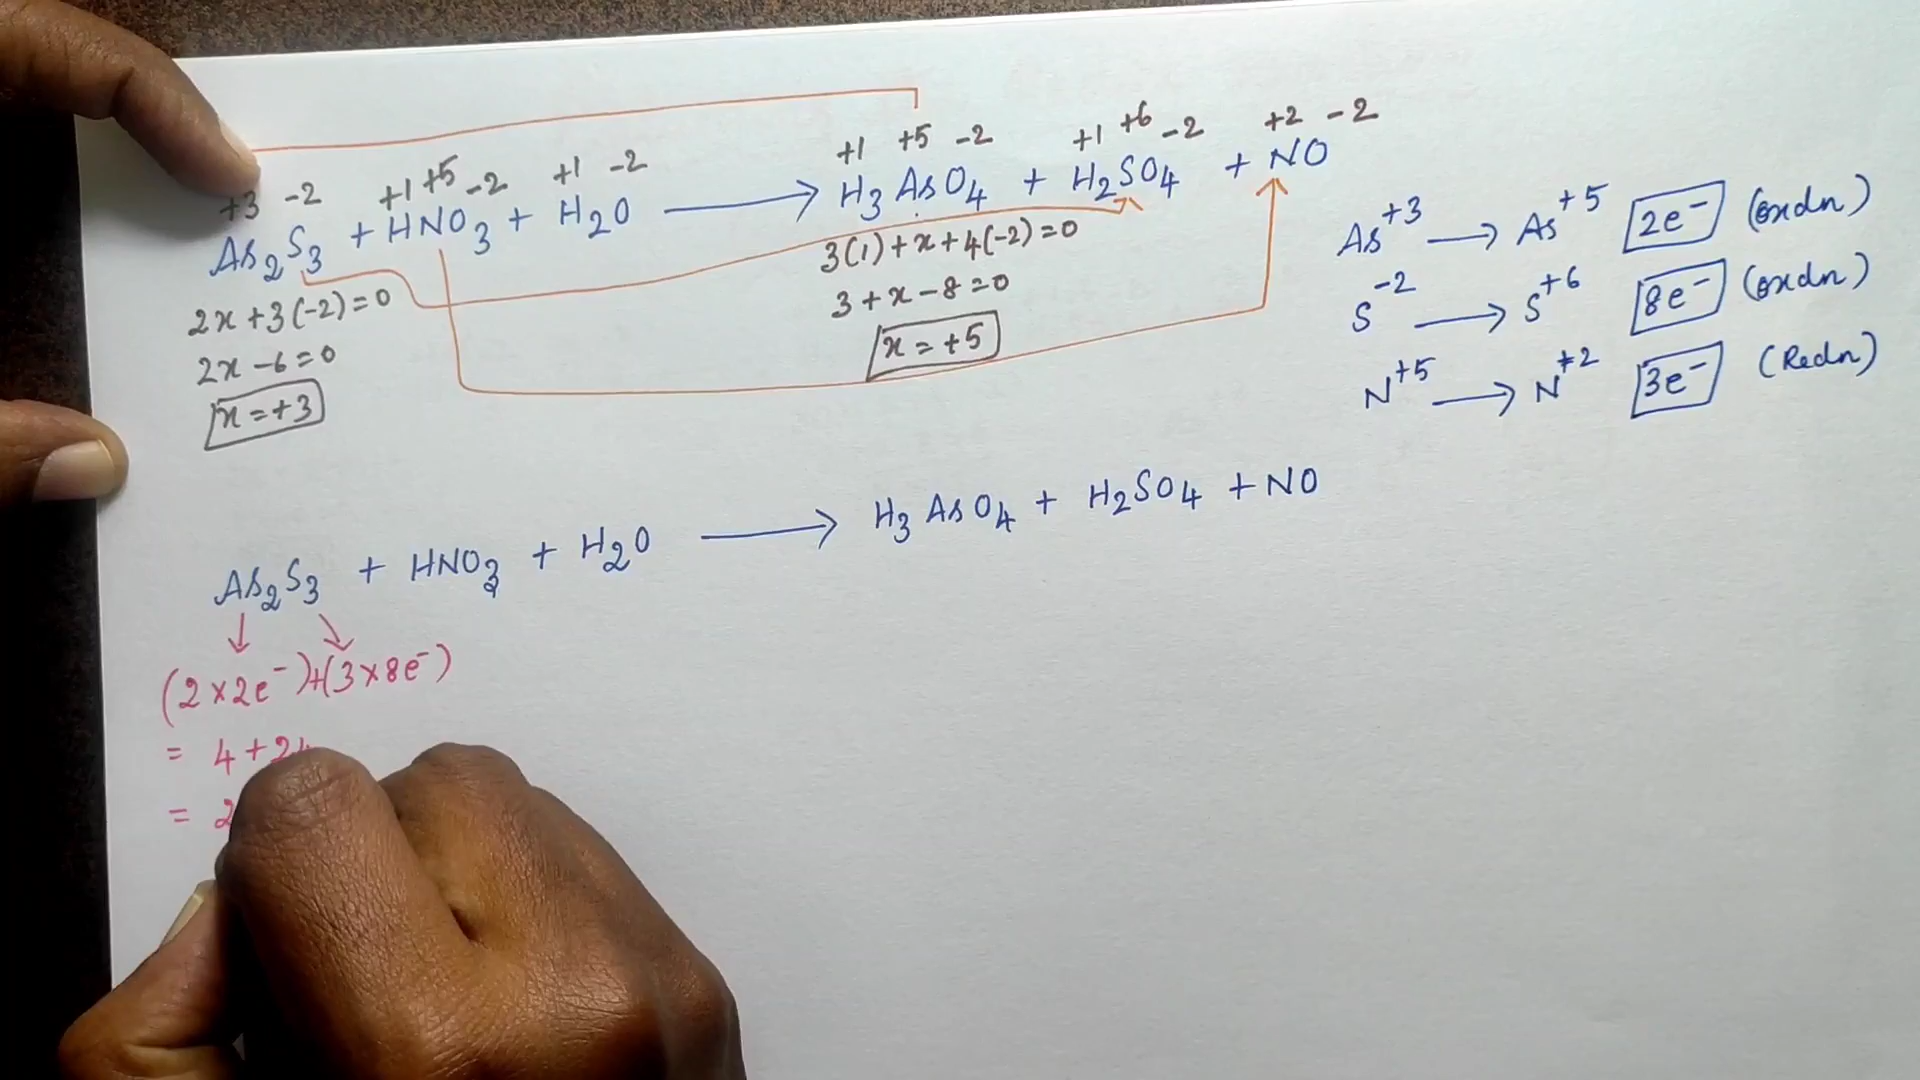 +3 -2 +1 +5 -2 +1 -2 +1 +5 -2 +1 +6 -2 +2 -2
As2S3 + HNO3 + H2O ⟶ H3AsO4 + H2SO4 + NO
2x + 3(-2) = 0
2x - 6 = 0
x = +3
3(1) + x + 4(-2) = 0
3 + x - 8 = 0
x = +5
As+3 ⟶ As+5 2e- (oxdn)
S-2 ⟶ S+6 8e- (oxdn)
N+5 ⟶ N+2 3e- (Redn)
As2S3 + HNO3 + H2O ⟶ H3AsO4 + H2SO4 + NO
(2×2e-)+(3×8e-)
= 4+24
= 2